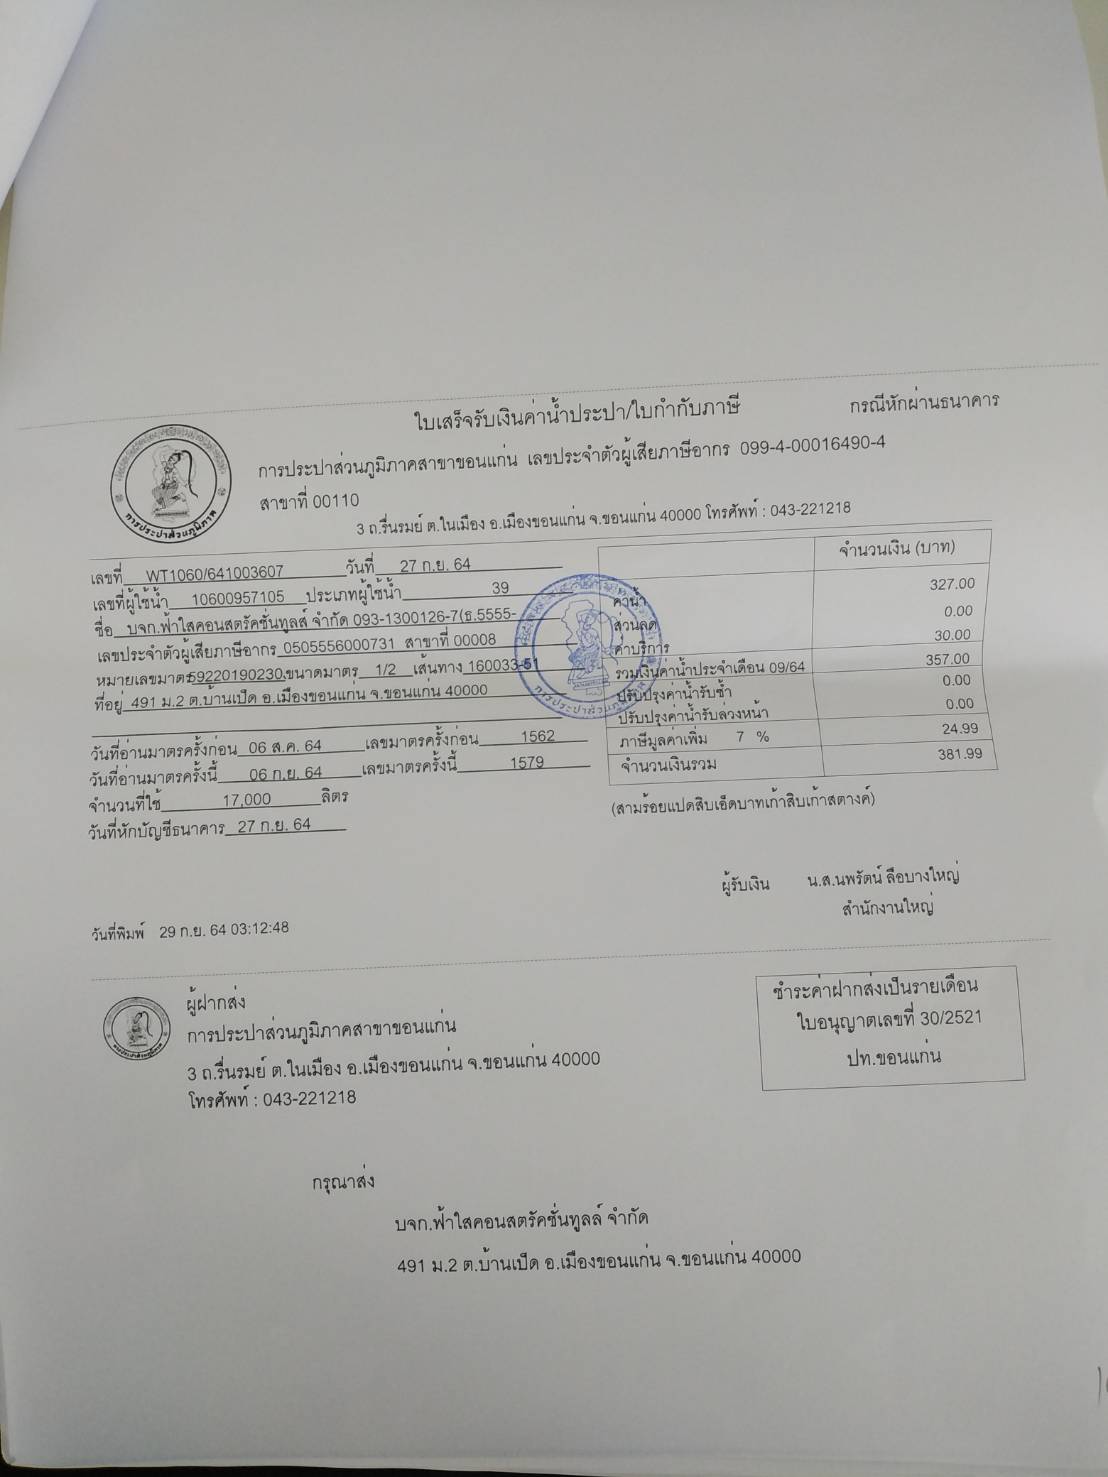 ใบเสร็จรับเงินค่าน้ำประปา/ใบกำกับภาษี
กรณีหักผ่านธนาคาร
การประปาส่วนภูมิภาคสาขาขอนแก่น เลขประจำตัวผู้เสียภาษีอากร 099-4-00016490-4
สาขาที่ 00110
3 ถ.รื่นรมย์ ต.ในเมือง อ.เมืองขอนแก่น จ.ขอนแก่น 40000 โทรศัพท์ : 043-221218
การประปาส่วนภูมิภาค
เลขที่ WT1060/641003607 วันที่ 27 ก.ย. 64
เลขที่ผู้ใช้น้ำ 10600957105 ประเภทผู้ใช้น้ำ 39
ชื่อ บจก.ฟ้าใสคอนสตรัคชั่นทูลส์ จำกัด 093-1300126-7(ธ.5555-
เลขประจำตัวผู้เสียภาษีอากร 0505556000731 สาขาที่ 00008
หมายเลขมาตร 59220190230 ขนาดมาตร 1/2 เส้นทาง 160033-51
ที่อยู่ 491 ม.2 ต.บ้านเป็ด อ.เมืองขอนแก่น จ.ขอนแก่น 40000
วันที่อ่านมาตรครั้งก่อน 06 ส.ค. 64 เลขมาตรครั้งก่อน 1562
วันที่อ่านมาตรครั้งนี้ 06 ก.ย. 64 เลขมาตรครั้งนี้ 1579
จำนวนที่ใช้ 17,000 ลิตร
วันที่หักบัญชีธนาคาร 27 ก.ย. 64
จำนวนเงิน (บาท)
ค่าน้ำ 327.00
ส่วนลด 0.00
ค่าบริการ 30.00
รวมเงินค่าน้ำประจำเดือน 09/64 357.00
ปรับปรุงค่าน้ำรับซ้ำ 0.00
ปรับปรุงค่าน้ำรับล่วงหน้า 0.00
ภาษีมูลค่าเพิ่ม 7 % 24.99
จำนวนเงินรวม 381.99
(สามร้อยแปดสิบเอ็ดบาทเก้าสิบเก้าสตางค์)
ผู้รับเงิน น.ส.นพรัตน์ ลือบางใหญ่
สำนักงานใหญ่
วันที่พิมพ์ 29 ก.ย. 64 03:12:48
ผู้ฝากส่ง
การประปาส่วนภูมิภาคสาขาขอนแก่น
3 ถ.รื่นรมย์ ต.ในเมือง อ.เมืองขอนแก่น จ.ขอนแก่น 40000
โทรศัพท์ : 043-221218
ชำระค่าฝากส่งเป็นรายเดือน
ใบอนุญาตเลขที่ 30/2521
ปท.ขอนแก่น
กรุณาส่ง
บจก.ฟ้าใสคอนสตรัคชั่นทูลล์ จำกัด
491 ม.2 ต.บ้านเป็ด อ.เมืองขอนแก่น จ.ขอนแก่น 40000